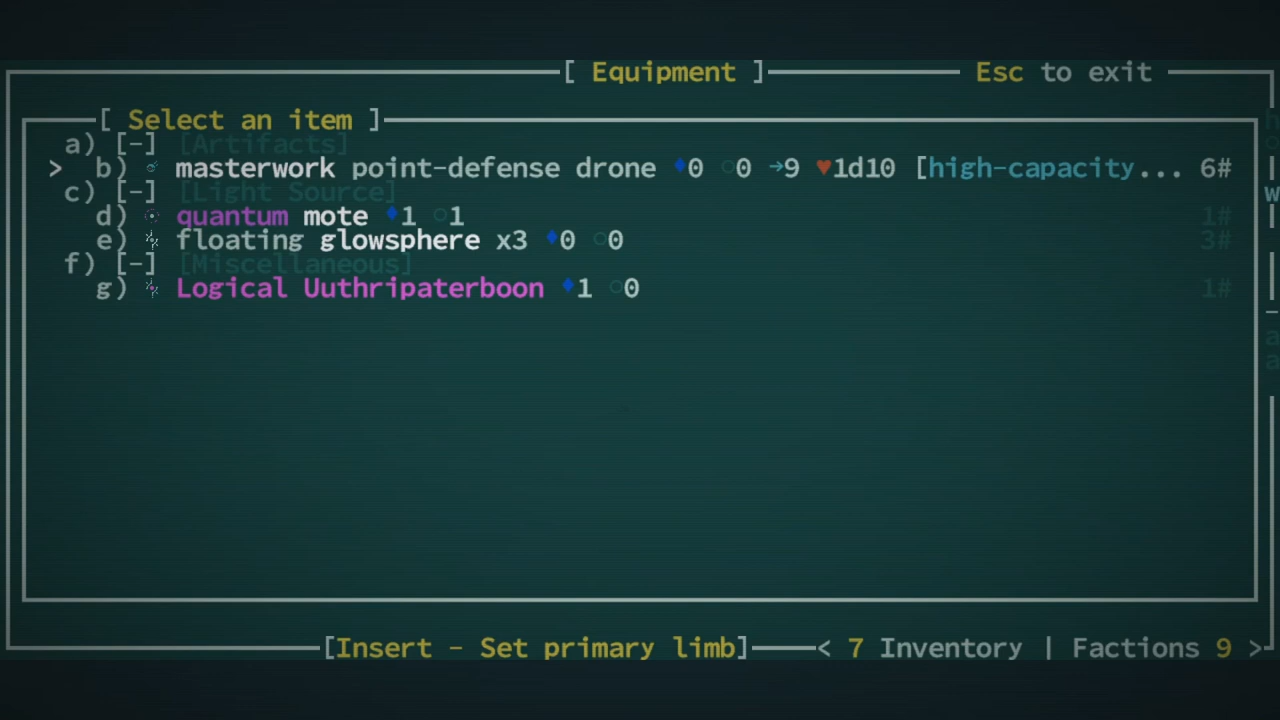 [ Equipment ] Esc to exit
[ Select an item ]
a) [-] [Artifacts]
> b) masterwork point-defense drone ♦0 ○0 →9 ♥1d10 [high-capacity... 6#
c) [-] [Light Source]
d) quantum mote ♦1 ○1 1#
e) floating glowsphere x3 ♦0 ○0 3#
f) [-] [Miscellaneous]
g) Logical Uuthripaterboon ♦1 ○0 1#
[Insert - Set primary limb] < 7 Inventory | Factions 9 >